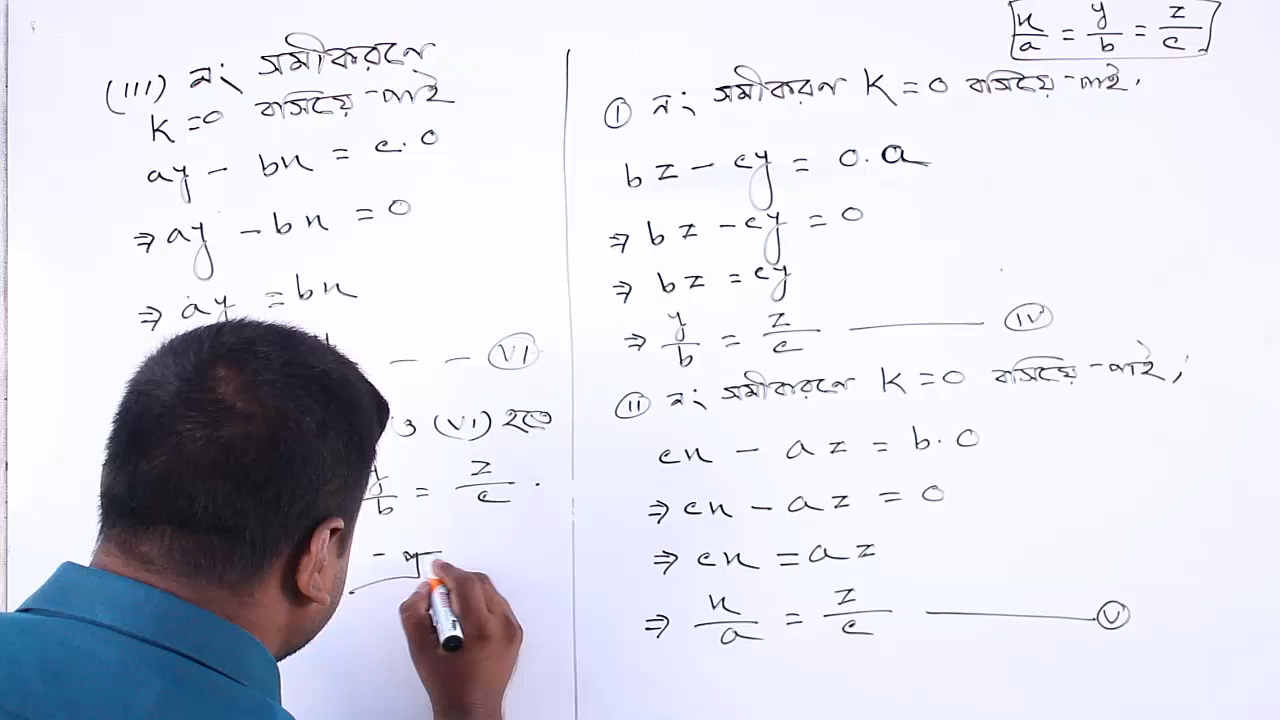 (III) নং সমীকরণে
K = 0 বসিয়ে পাই
ay - bx = c.0
⇒ ay - bx = 0
⇒ ay = bx
- - (VI)
ও (VI) হতে
y/b = z/c .
x/a = y/b = z/c
(I) নং সমীকরণে K = 0 বসিয়ে পাই,
bz - cy = 0.a
⇒ bz - cy = 0
⇒ bz = cy
⇒ y/b = z/c (IV)
(II) নং সমীকরণে K = 0 বসিয়ে পাই,
cx - az = b.0
⇒ cx - az = 0
⇒ cx = az
⇒ x/a = z/c (V)